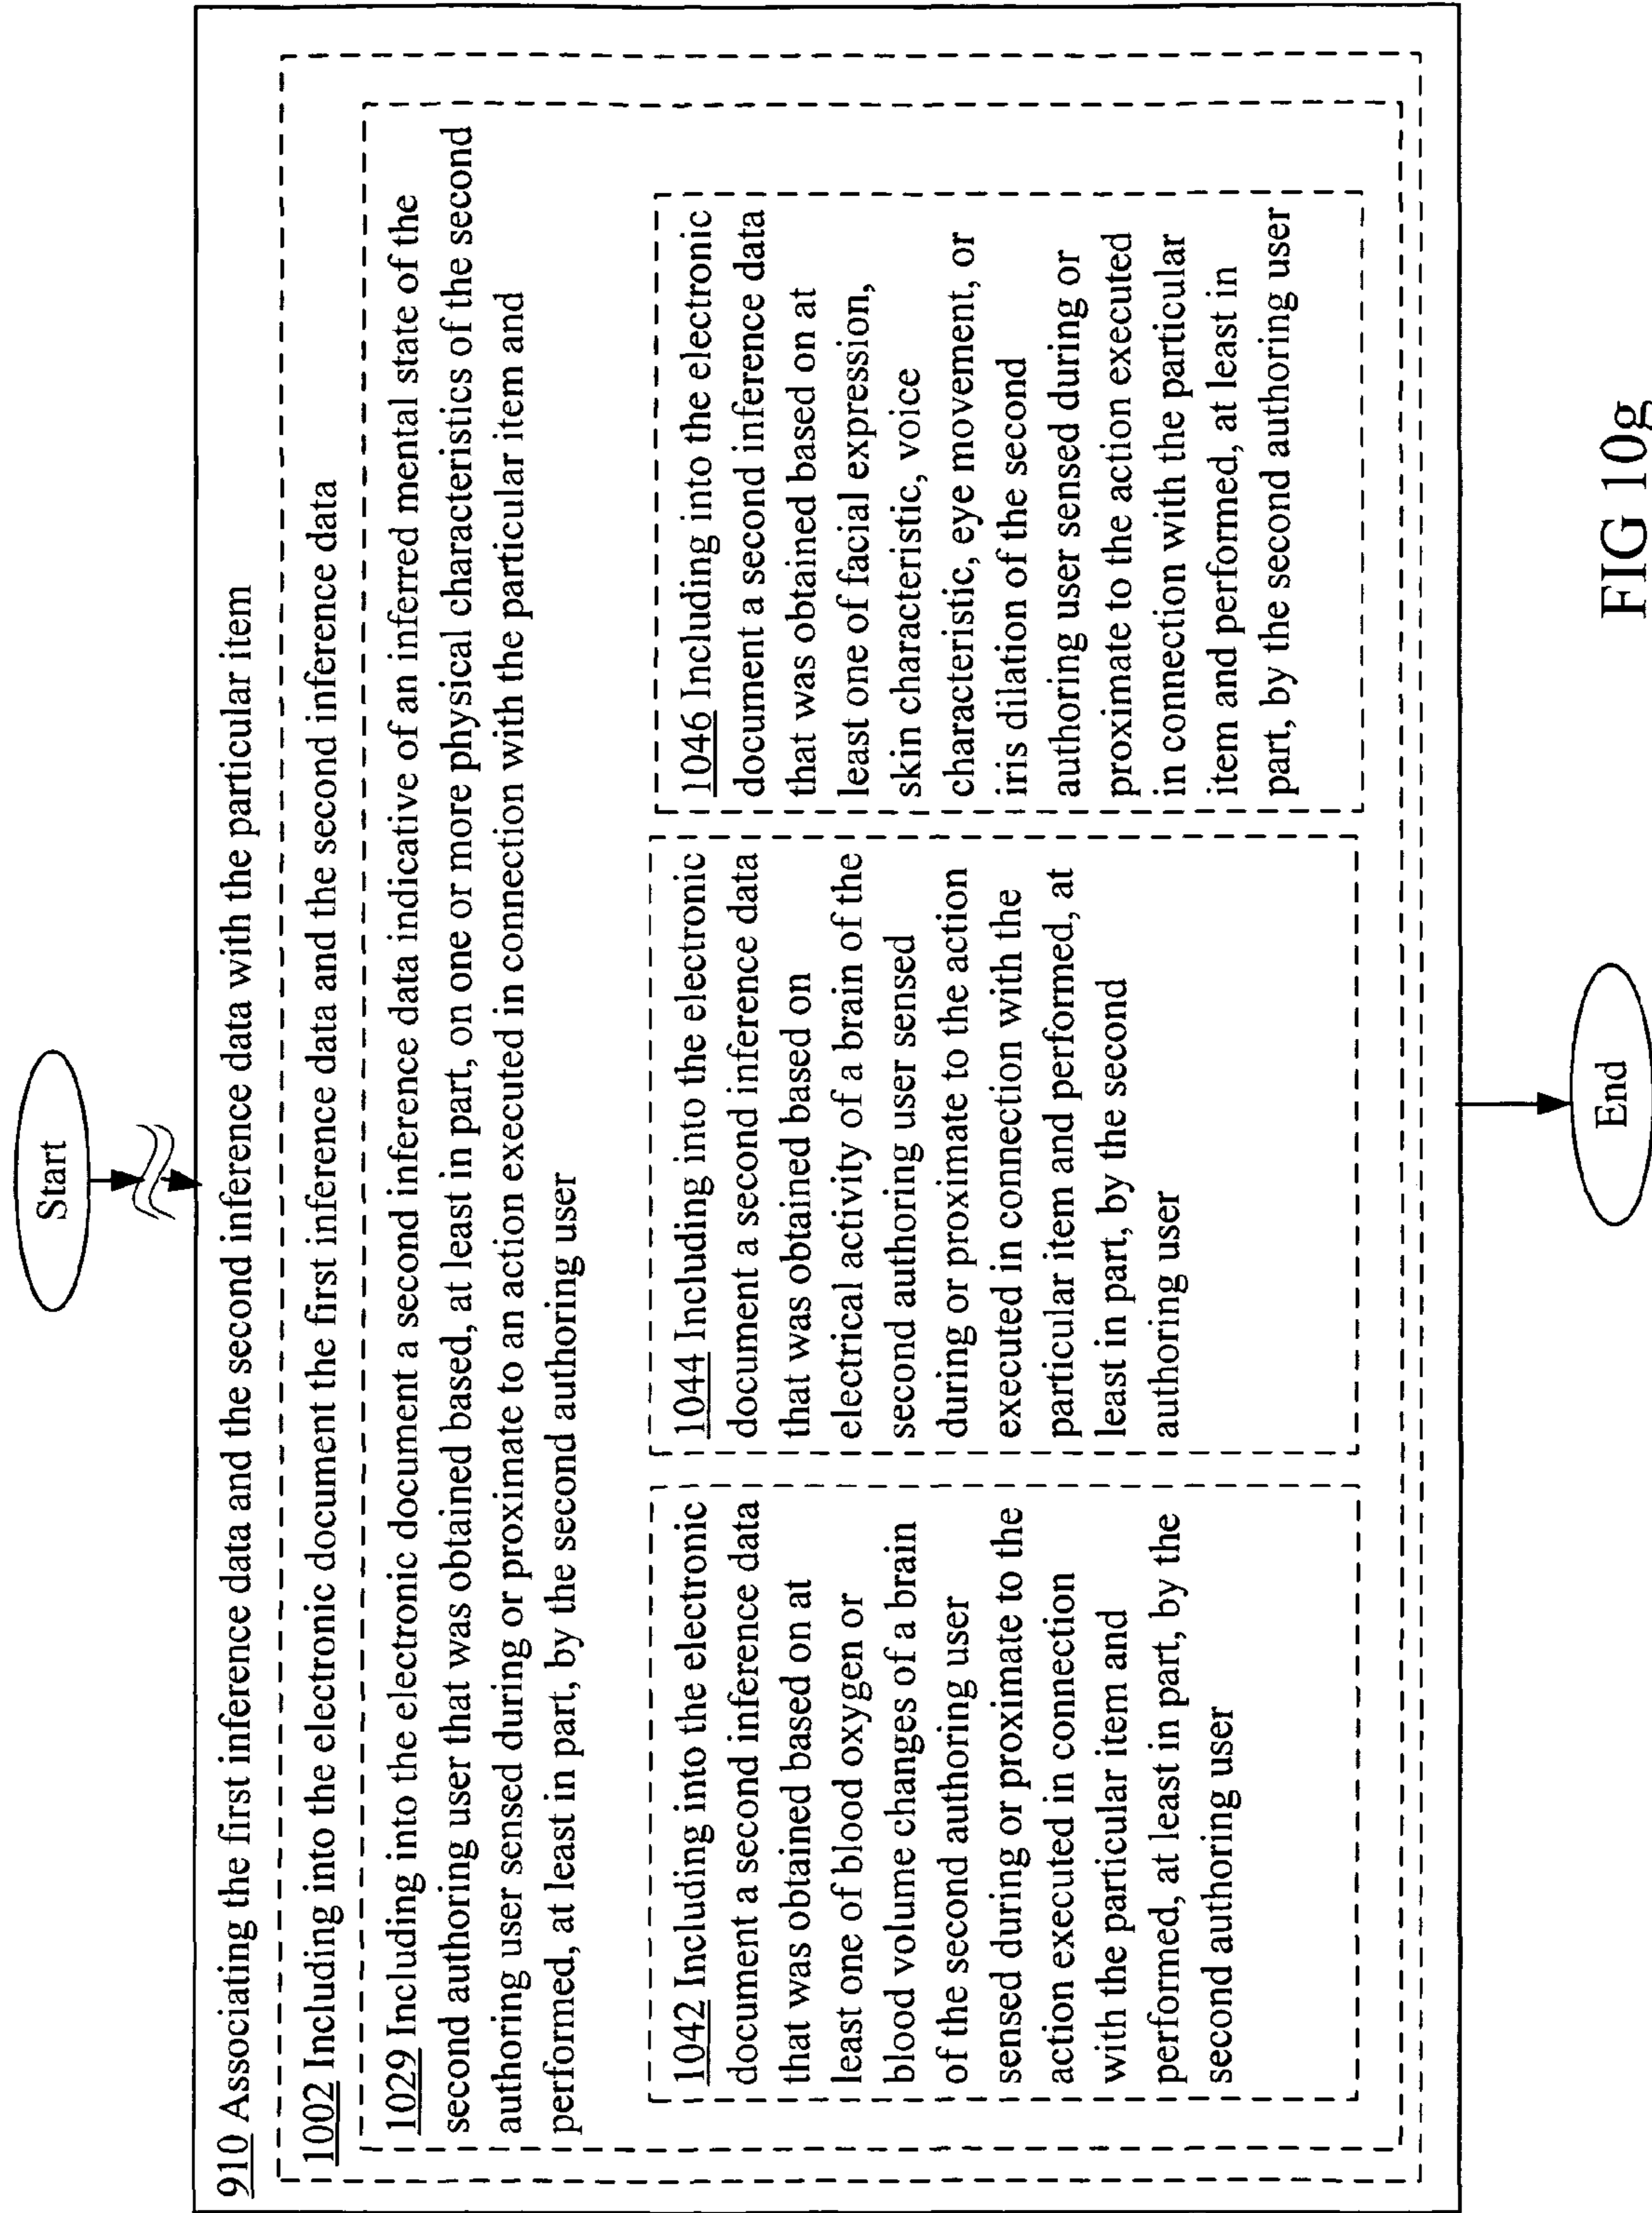 Start
910 Associating the first inference data and the second inference data with the particular item
1002 Including into the electronic document the first inference data and the second inference data
1029 Including into the electronic document a second inference data indicative of an inferred mental state of the
second authoring user that was obtained based, at least in part, on one or more physical characteristics of the second
authoring user sensed during or proximate to an action executed in connection with the particular item and
performed, at least in part, by the second authoring user
1042 Including into the electronic
document a second inference data
that was obtained based on at
least one of blood oxygen or
blood volume changes of a brain
of the second authoring user
sensed during or proximate to the
action executed in connection
with the particular item and
performed, at least in part, by the
second authoring user
1044 Including into the electronic
document a second inference data
that was obtained based on
electrical activity of a brain of the
second authoring user sensed
during or proximate to the action
executed in connection with the
particular item and performed, at
least in part, by the second
authoring user
1046 Including into the electronic
document a second inference data
that was obtained based on at
least one of facial expression,
skin characteristic, voice
characteristic, eye movement, or
iris dilation of the second
authoring user sensed during or
proximate to the action executed
in connection with the particular
item and performed, at least in
part, by the second authoring user
End
FIG 10g